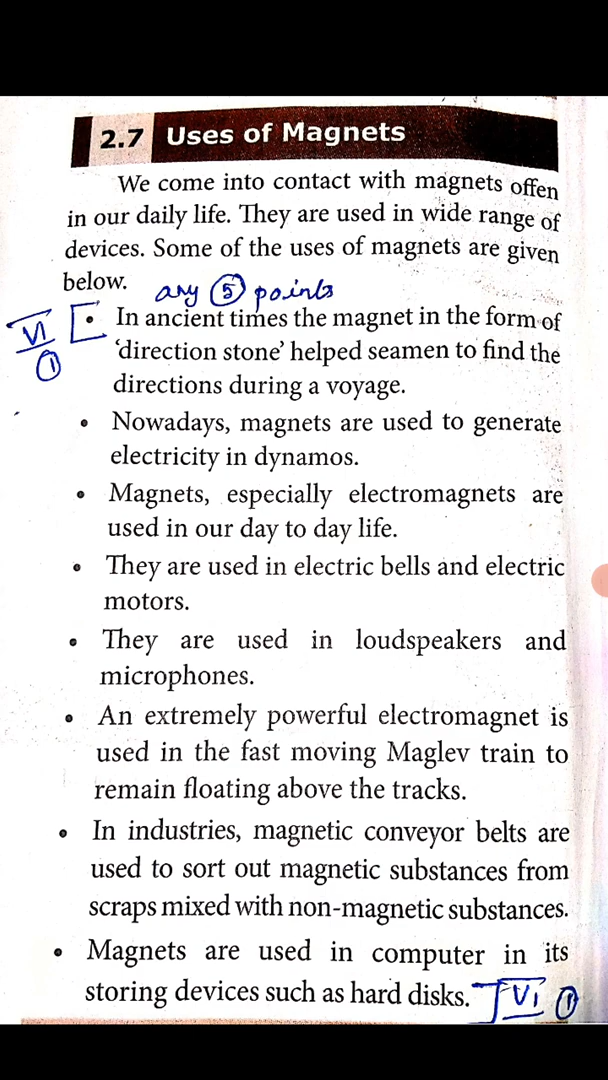 2.7 Uses of Magnets
We come into contact with magnets offen
in our daily life. They are used in wide range of
devices. Some of the uses of magnets are given
below.
any 5 points
VI
1
• In ancient times the magnet in the form of
‘direction stone’ helped seamen to find the
directions during a voyage.
• Nowadays, magnets are used to generate
electricity in dynamos.
• Magnets, especially electromagnets are
used in our day to day life.
• They are used in electric bells and electric
motors.
• They are used in loudspeakers and
microphones.
• An extremely powerful electromagnet is
used in the fast moving Maglev train to
remain floating above the tracks.
• In industries, magnetic conveyor belts are
used to sort out magnetic substances from
scraps mixed with non-magnetic substances.
• Magnets are used in computer in its
storing devices such as hard disks. VI 1